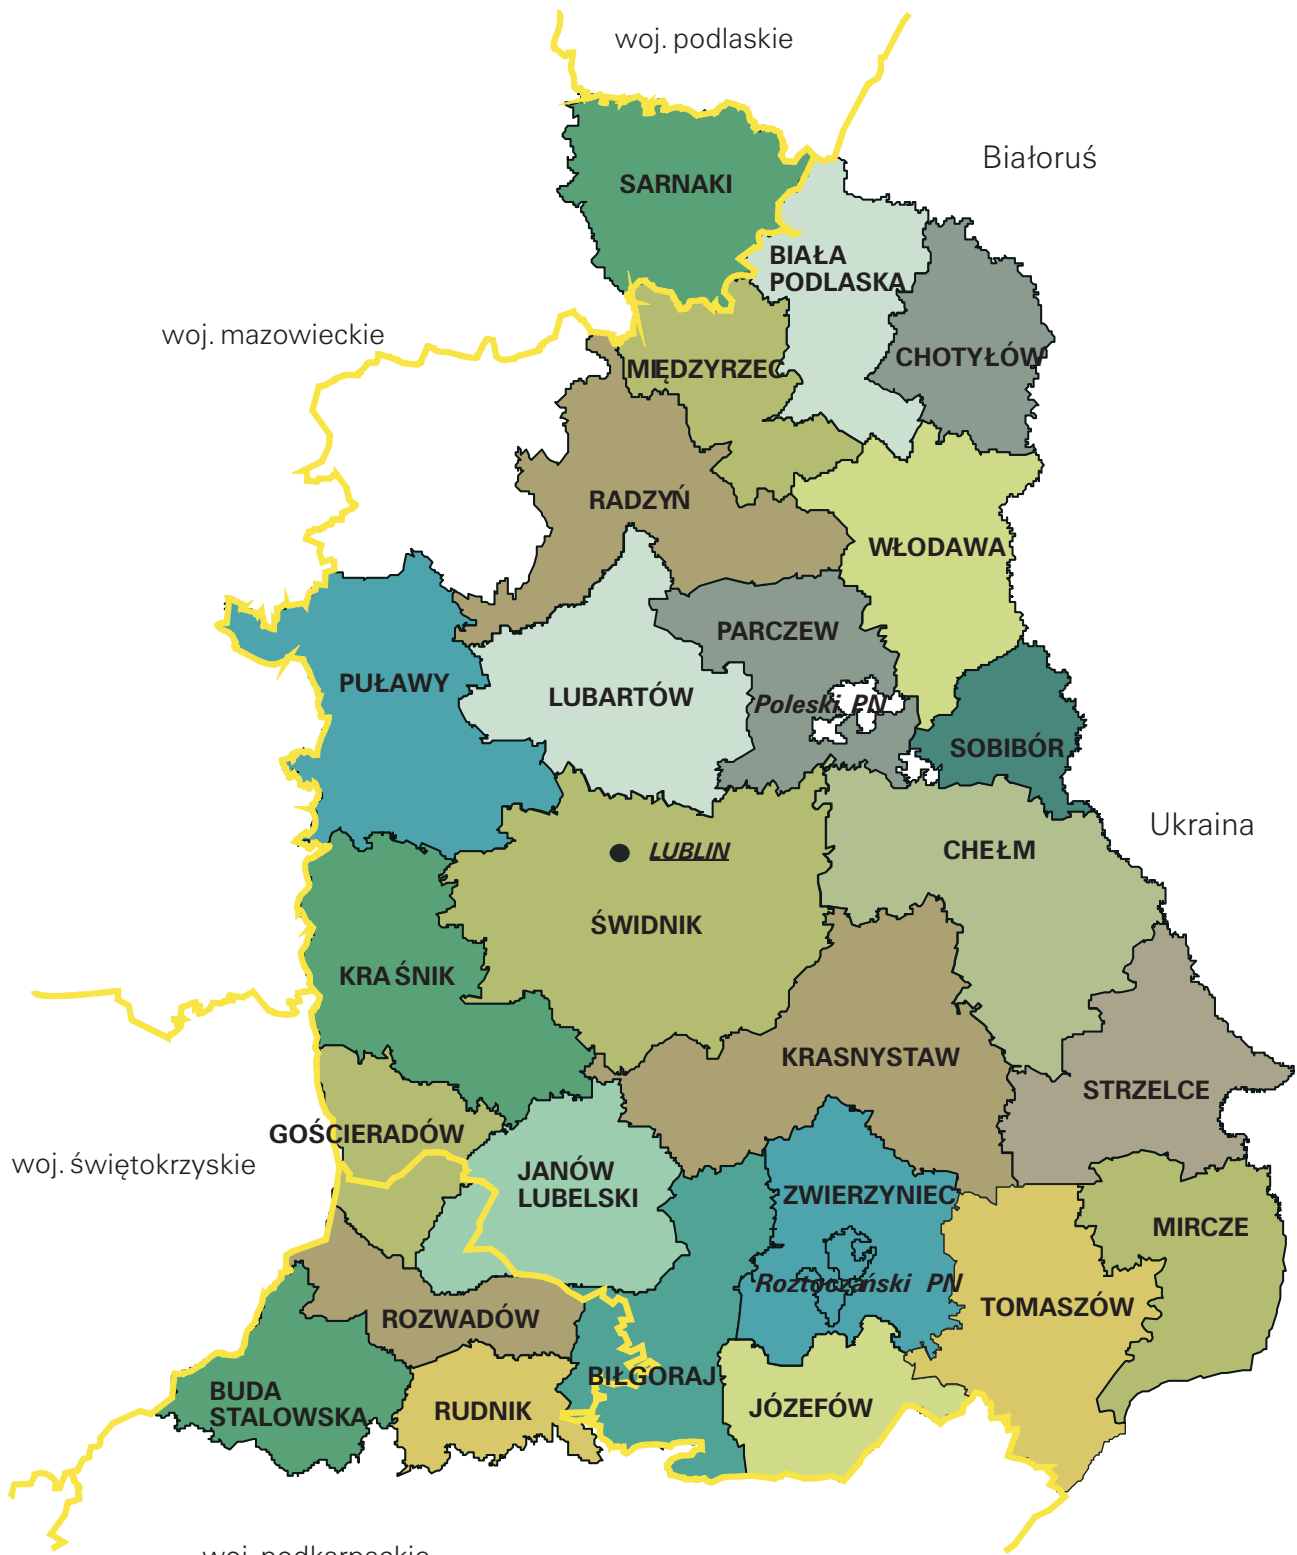 woj. podlaskie
Białoruś
SARNAKI
BIAŁA
PODLASKA
woj. mazowieckie
CHOTYŁÓW
MIĘDZYRZEC
RADZYŃ
WŁODAWA
PARCZEW
PUŁAWY
LUBARTÓW
Poleski PN
SOBIBÓR
Ukraina
LUBLIN
CHEŁM
ŚWIDNIK
KRAŚNIK
KRASNYSTAW
STRZELCE
GOŚCIERADÓW
woj. świętokrzyskie
JANÓW
LUBELSKI
ZWIERZYNIEC
MIRCZE
Roztoczański PN
TOMASZÓW
ROZWADÓW
BIŁGORAJ
BUDA
STALOWSKA
RUDNIK
JÓZEFÓW
woj. podkarpackie